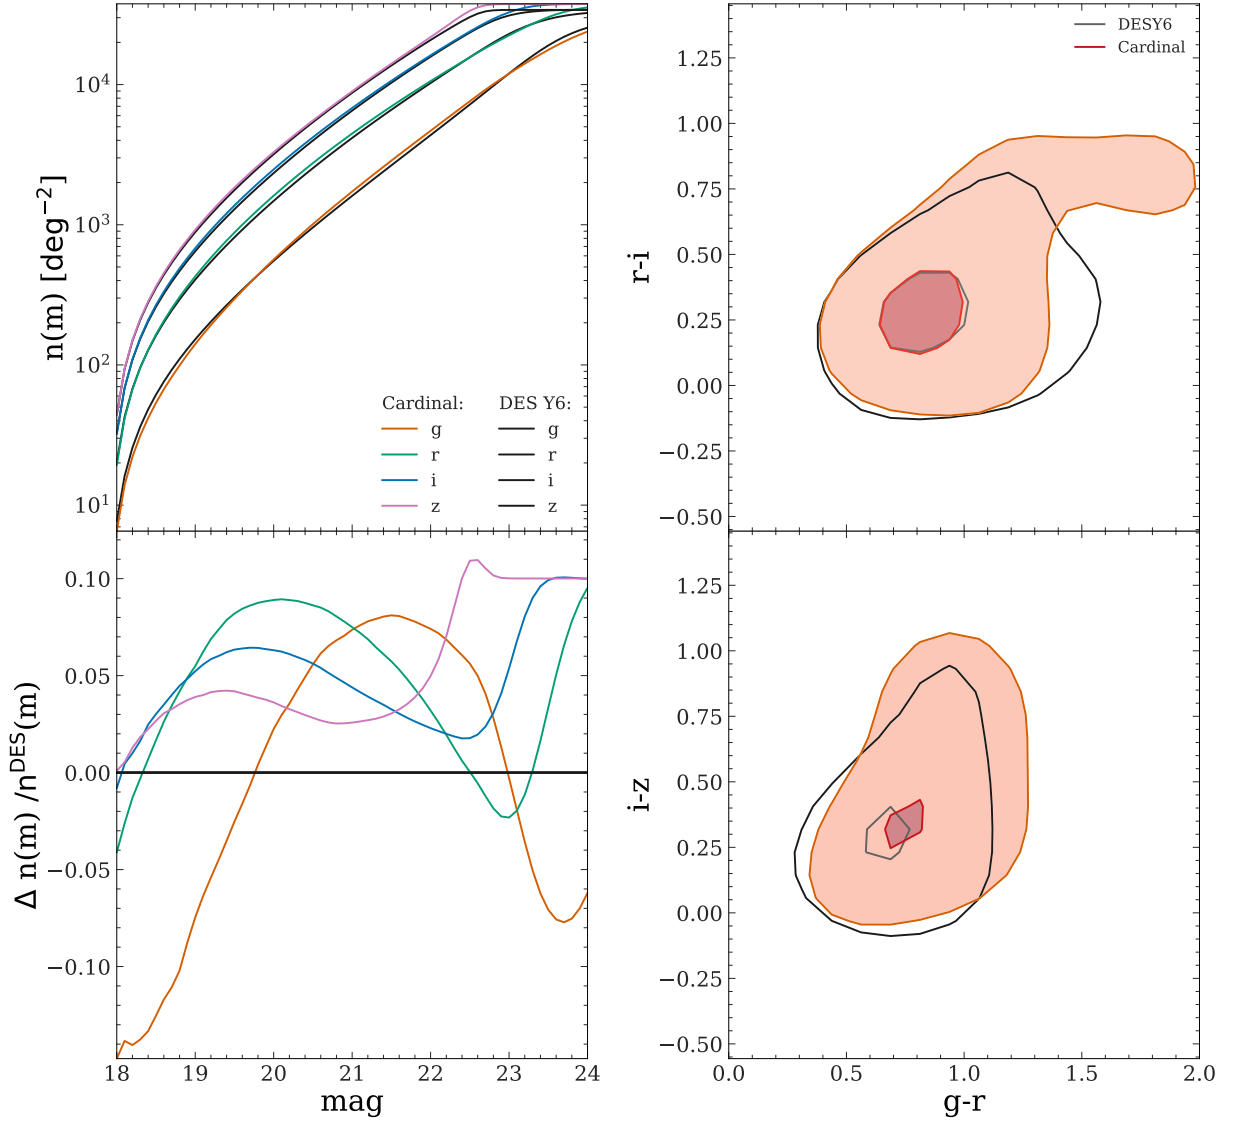 10⁴
10³
10²
10¹
n(m) [deg⁻²]
Cardinal: DES Y6:
g g
r r
i i
z z
0.10
0.05
0.00
−0.05
−0.10
Δ n(m) /n^DES(m)
18 19 20 21 22 23 24
mag
DESY6
Cardinal
1.25
1.00
0.75
0.50
0.25
0.00
−0.25
−0.50
r-i
1.25
1.00
0.75
0.50
0.25
0.00
−0.25
−0.50
i-z
0.0 0.5 1.0 1.5 2.0
g-r